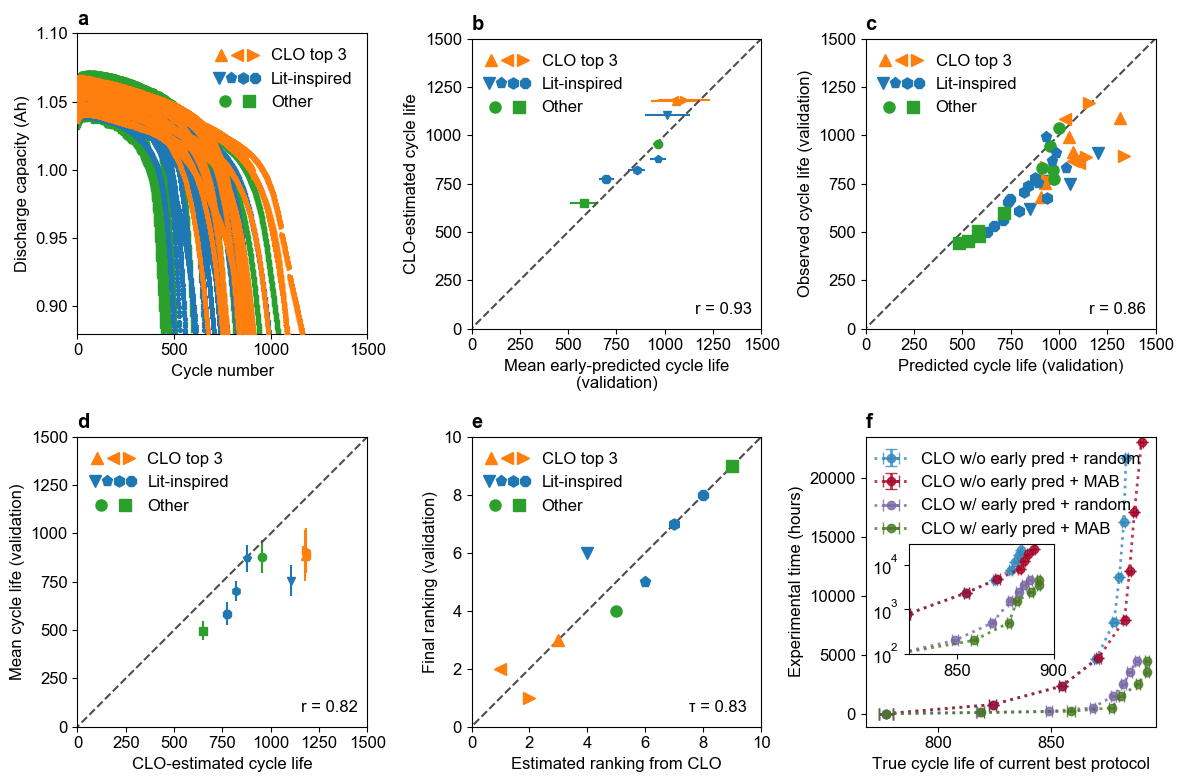 a
1.10
1.05
1.00
0.95
0.90
Discharge capacity (Ah)
CLO top 3
Lit-inspired
Other
0
500
1000
1500
Cycle number
b
1500
1250
1000
750
500
250
0
CLO-estimated cycle life
CLO top 3
Lit-inspired
Other
r = 0.93
0
250
500
750
1000
1250
1500
Mean early-predicted cycle life
(validation)
c
1500
1250
1000
750
500
250
0
Observed cycle life (validation)
CLO top 3
Lit-inspired
Other
r = 0.86
0
250
500
750
1000
1250
1500
Predicted cycle life (validation)
d
1500
1250
1000
750
500
250
0
Mean cycle life (validation)
CLO top 3
Lit-inspired
Other
r = 0.82
0
250
500
750
1000
1250
1500
CLO-estimated cycle life
e
10
8
6
4
2
0
Final ranking (validation)
CLO top 3
Lit-inspired
Other
τ = 0.83
0
2
4
6
8
10
Estimated ranking from CLO
f
20000
15000
10000
5000
0
Experimental time (hours)
CLO w/o early pred + random
CLO w/o early pred + MAB
CLO w/ early pred + random
CLO w/ early pred + MAB
10⁴
10³
10²
850
900
800
850
True cycle life of current best protocol